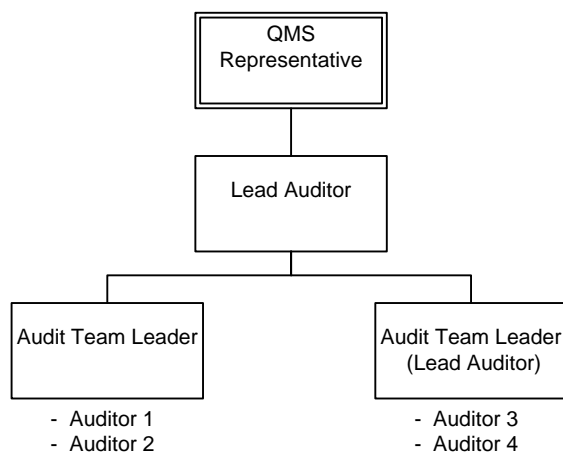 QMS
Representative
Lead Auditor
Audit Team Leader
- Auditor 1
- Auditor 2
Audit Team Leader
(Lead Auditor)
- Auditor 3
- Auditor 4